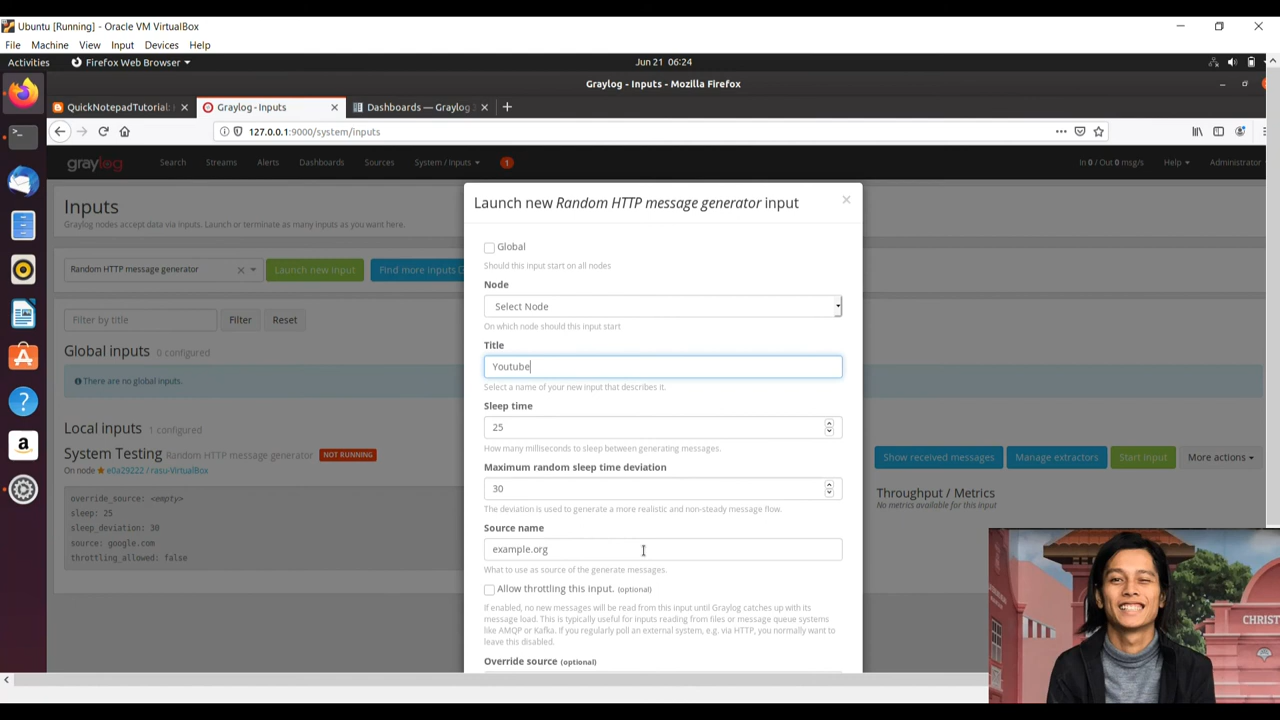 Ubuntu [Running] - Oracle VM VirtualBox
File Machine View Input Devices Help
Activities Firefox Web Browser Jun 21 06:24
Graylog - Inputs - Mozilla Firefox
QuickNotepadTutorial: Graylog - Inputs Dashboards — Graylog
127.0.0.1:9000/system/inputs
graylog Search Streams Alerts Dashboards Sources System / Inputs 1 In 0 / Out 0 msg/s Help Administrator
Launch new Random HTTP message generator input
Inputs
Graylog nodes accept data via inputs. Launch or terminate as many inputs as you want here.
Random HTTP message generator Launch new input Find more inputs
Filter by title Filter Reset
Global inputs 0 configured
There are no global inputs.
Local inputs 1 configured
System Testing Random HTTP message generator NOT RUNNING
On node e0a29222 / rasu-VirtualBox
override_source: <empty>
sleep: 25
sleep_deviation: 30
source: google.com
throttling_allowed: false
Global
Should this input start on all nodes
Node
Select Node
On which node should this input start
Title
Youtube
Select a name of your new input that describes it.
Sleep time
25
How many milliseconds to sleep between generating messages.
Maximum random sleep time deviation
30
The deviation is used to generate a more realistic and non-steady message flow.
Source name
example.org
What to use as source of the generate messages.
Allow throttling this input. (optional)
If enabled, no new messages will be read from this input until Graylog catches up with its
message load. This is typically useful for inputs reading from files or message queue systems
like AMQP or Kafka. If you regularly poll an external system, e.g. via HTTP, you normally want to
leave this disabled.
Override source (optional)
Show received messages Manage extractors Start input More actions
Throughput / Metrics
No metrics available for this input
CHRIST